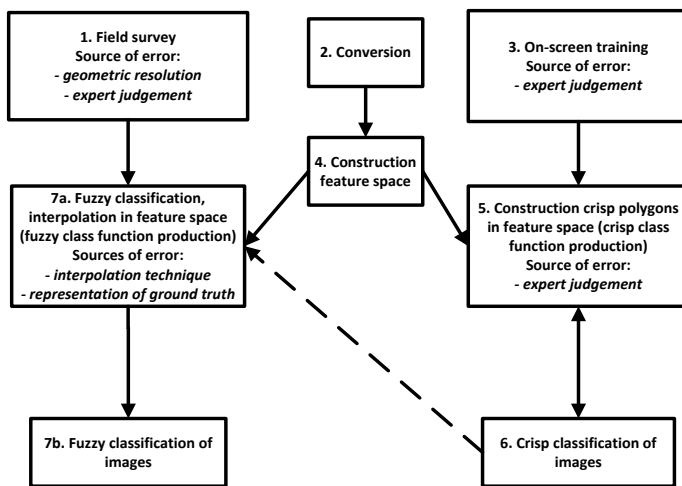 1. Field survey
Source of error:
- geometric resolution
- expert judgement
2. Conversion
3. On-screen training
Source of error:
- expert judgement
4. Construction
feature space
7a. Fuzzy classification,
interpolation in feature space
(fuzzy class function production)
Sources of error:
- interpolation technique
- representation of ground truth
5. Construction crisp polygons
in feature space (crisp class
function production)
Source of error:
- expert judgement
7b. Fuzzy classification of
images
6. Crisp classification of
images